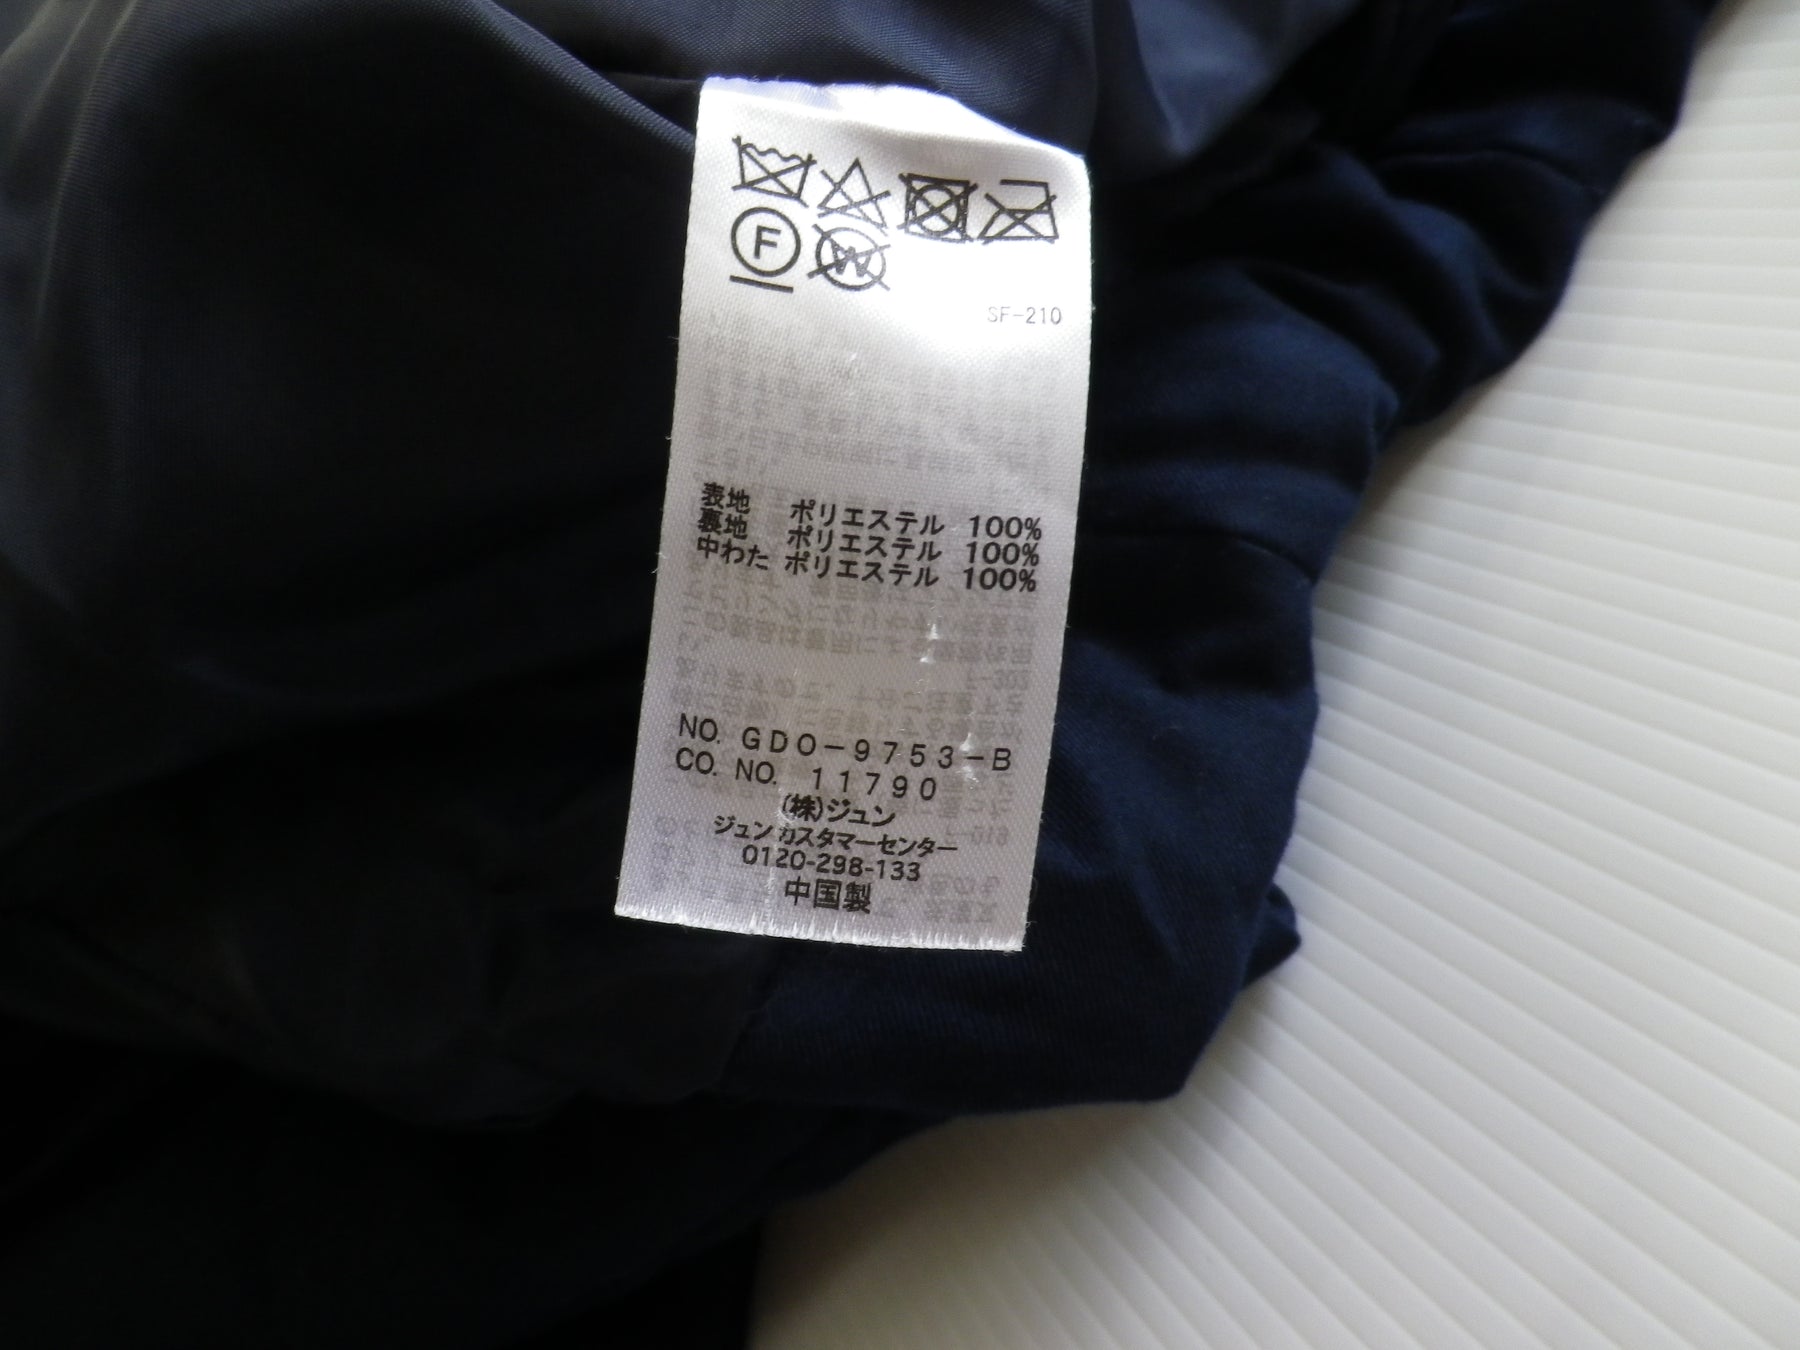 F W
SF-210
表地 ポリエステル 100%
裏地 ポリエステル 100%
中わた ポリエステル 100%
NO. GDO-9753-B
CO. NO. 11790
(株)ジュン
ジュンカスタマーセンター
0120-298-133
中国製